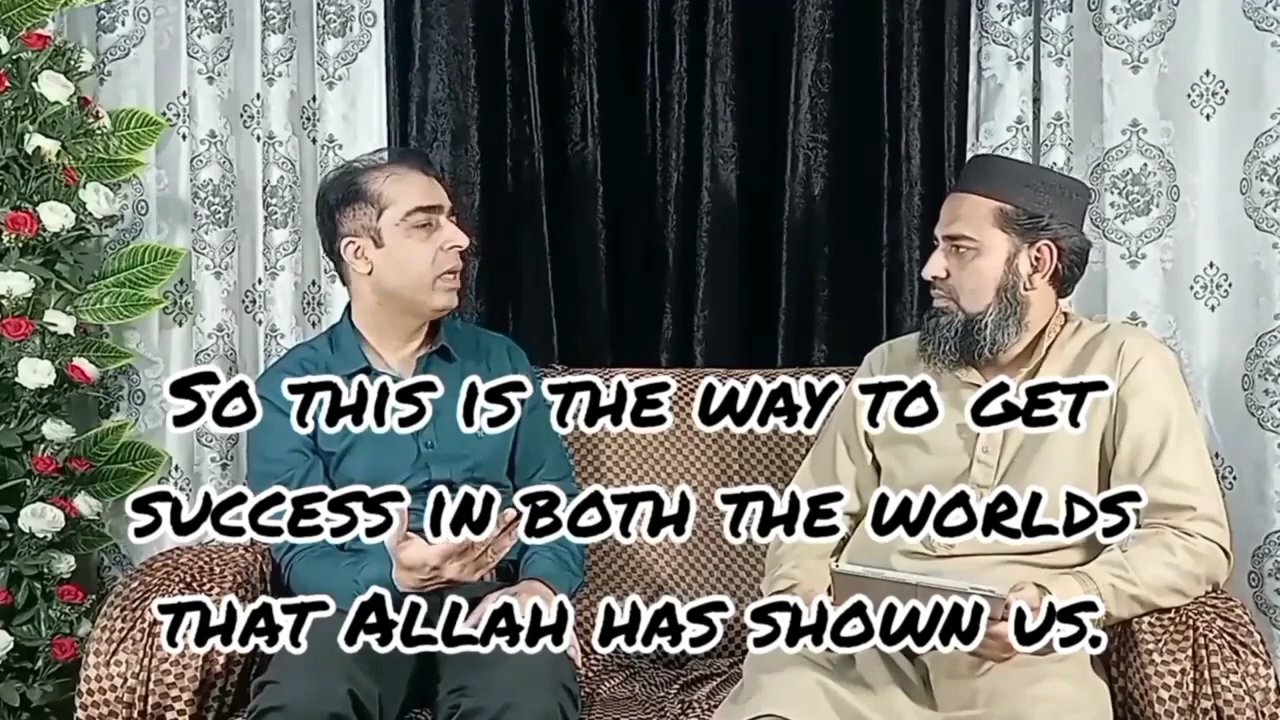 So this is the way to get
success in both the worlds
that Allah has shown us.